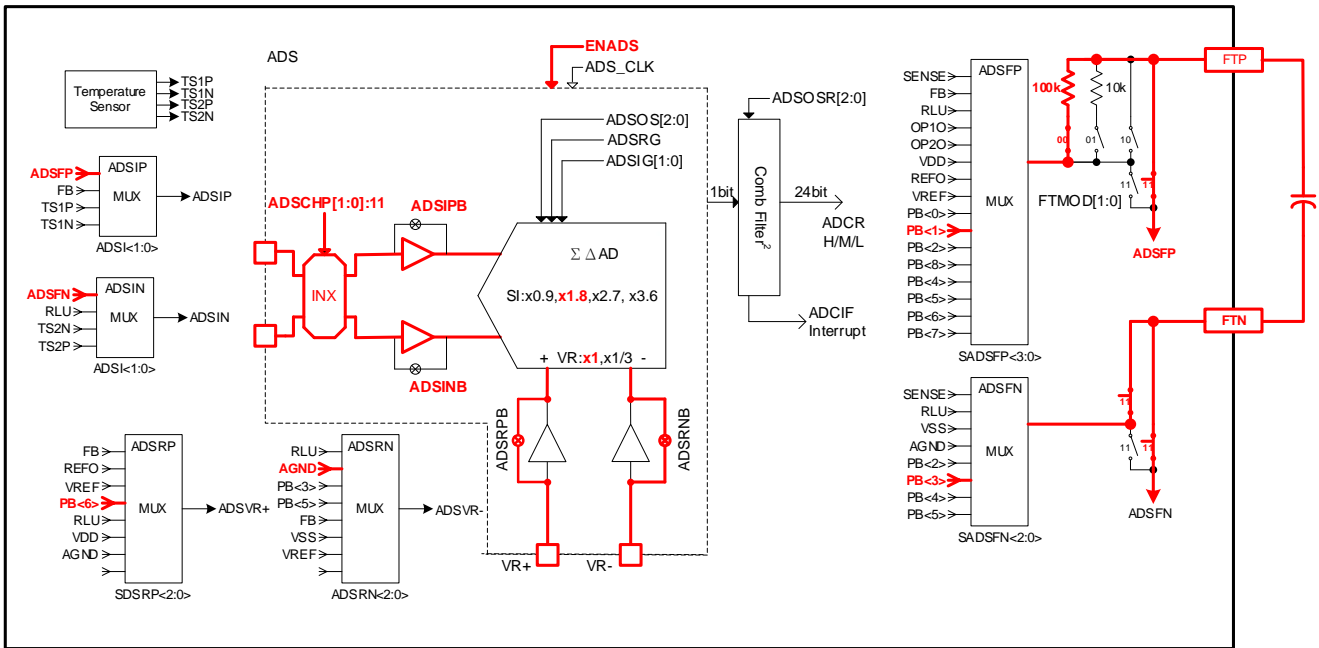 ADS
ENADS
ADS_CLK
Temperature
Sensor
TS1P
TS1N
TS2P
TS2N
ADSFP
FB
TS1P
TS1N
ADSIP
MUX
ADSIP
ADSI<1:0>
ADSFN
RLU
TS2N
TS2P
ADSIN
MUX
ADSIN
ADSI<1:0>
ADSOS[2:0]
ADSRG
ADSIG[1:0]
ADSCHP[1:0]:11
INX
ADSIPB
ADSINB
Σ Δ AD
SI:x0.9,x1.8,x2.7, x3.6
+ VR:x1,x1/3 -
ADSRPB
ADSRNB
VR+
VR-
ADSOSR[2:0]
1bit
Comb Filter²
24bit
ADCR
H/M/L
ADCIF
Interrupt
FB
REFO
VREF
PB<6>
RLU
VDD
AGND
ADSRP
MUX
ADSVR+
SDSRP<2:0>
RLU
AGND
PB<3>
PB<5>
FB
VSS
VREF
ADSRN
MUX
ADSVR-
ADSRN<2:0>
SENSE
FB
RLU
OP1O
OP2O
VDD
REFO
VREF
PB<0>
PB<1>
PB<2>
PB<8>
PB<4>
PB<5>
PB<6>
PB<7>
ADSFP
MUX
SADSFP<3:0>
100k
10k
00
01
10
11
11
FTMOD[1:0]
ADSFP
FTP
FTN
SENSE
RLU
VSS
AGND
PB<2>
PB<3>
PB<4>
PB<5>
ADSFN
MUX
SADSFN<2:0>
11
11
11
ADSFN